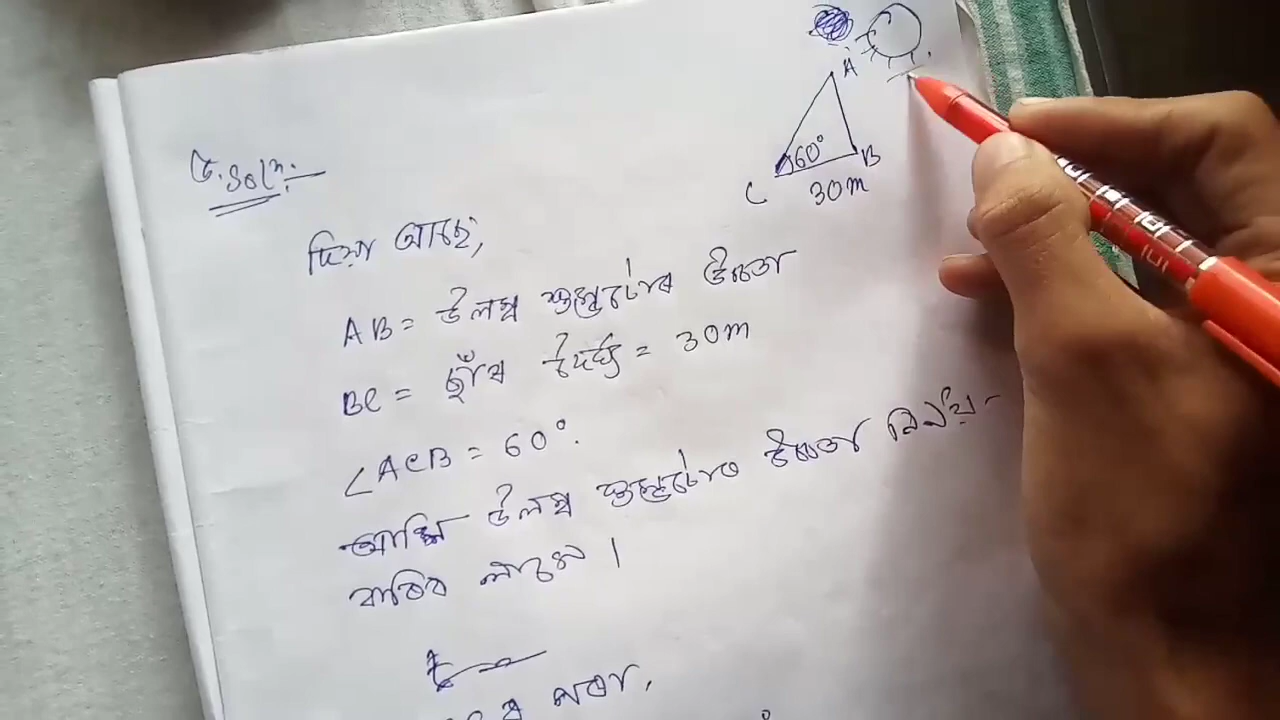 A
60°
B
C
30m
Soln:
দিয়া আছে,
AB = উলম্ব স্তম্ভটোৰ উচ্চতা
BC = ছাঁৰ দৈৰ্ঘ্য = 30m
∠ACB = 60°.
আমি উলম্ব স্তম্ভটোৰ উচ্চতা নিৰ্ণয়-
কৰিব লাগে।
পৰা,